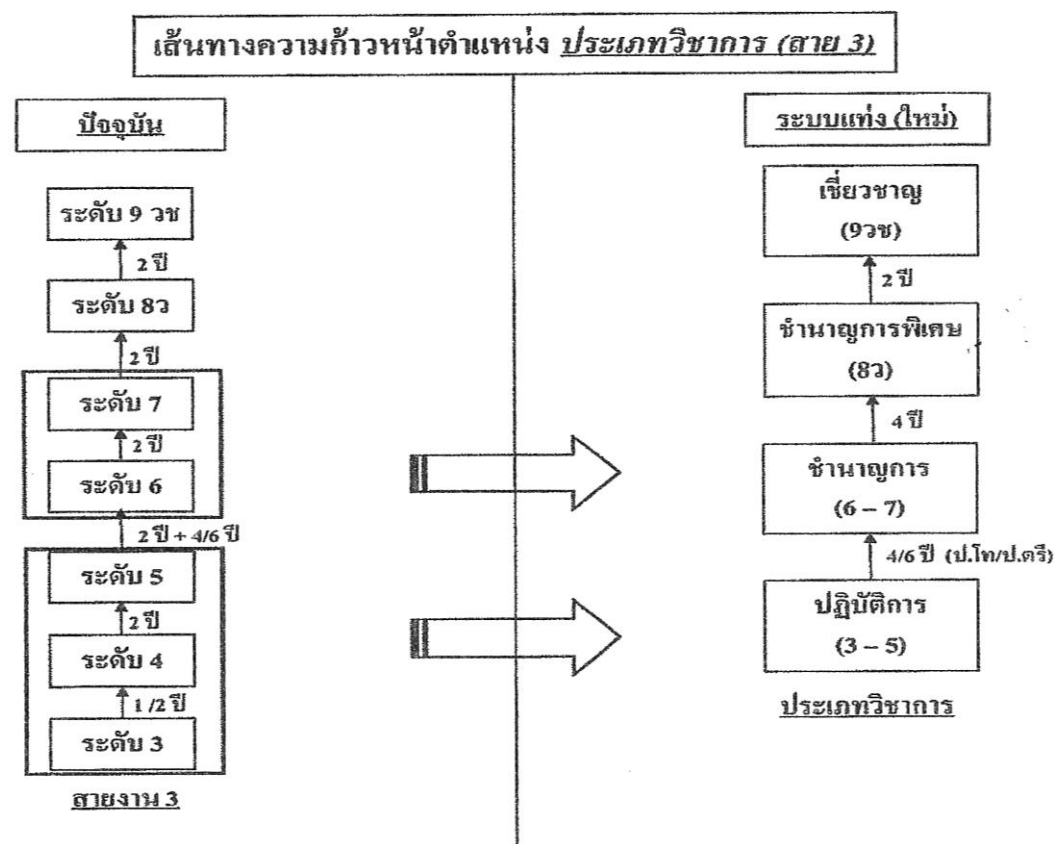 เส้นทางความก้าวหน้าตำแหน่ง ประเภทวิชาการ (สาย 3)
ปัจจุบัน
ระดับ 9 วช
2 ปี
ระดับ 8ว
2 ปี
ระดับ 7
2 ปี
ระดับ 6
2 ปี + 4/6 ปี
ระดับ 5
2 ปี
ระดับ 4
1 /2 ปี
ระดับ 3
สายงาน 3
ระบบแท่ง (ใหม่)
เชี่ยวชาญ
(9วช)
2 ปี
ชำนาญการพิเศษ
(8ว)
4 ปี
ชำนาญการ
(6 – 7)
4/6 ปี (ป.โท/ป.ตรี)
ปฏิบัติการ
(3 – 5)
ประเภทวิชาการ